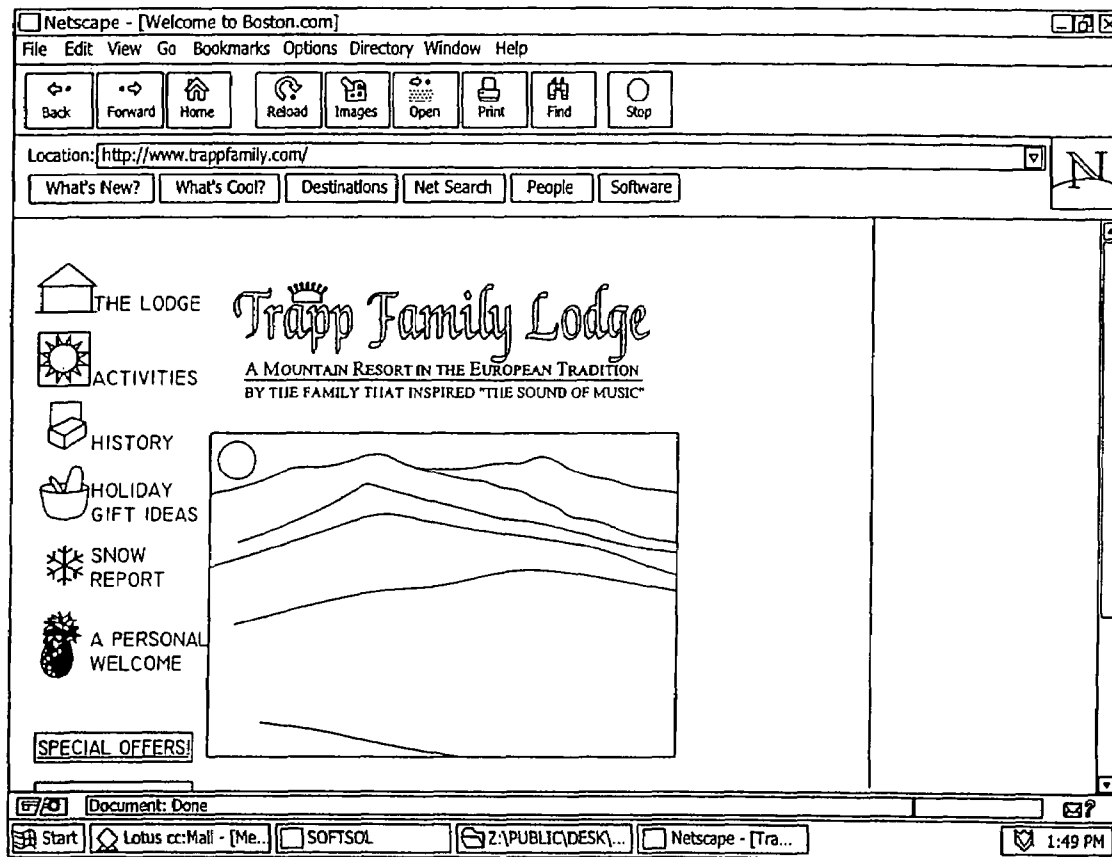 Netscape - [Welcome to Boston.com]
File Edit View Go Bookmarks Options Directory Window Help
Back Forward Home Reload Images Open Print Find Stop
Location: http://www.trappfamily.com/
N
What's New? What's Cool? Destinations Net Search People Software
THE LODGE
Trapp Family Lodge
A MOUNTAIN RESORT IN THE EUROPEAN TRADITION
BY THE FAMILY THAT INSPIRED "THE SOUND OF MUSIC"
ACTIVITIES
HISTORY
HOLIDAY
GIFT IDEAS
SNOW
REPORT
A PERSONAL
WELCOME
SPECIAL OFFERS!
Document: Done
?
Start Lotus cc:Mail - [Me... SOFTSOL Z:\PUBLIC\DESK\... Netscape - [Tra... 1:49 PM